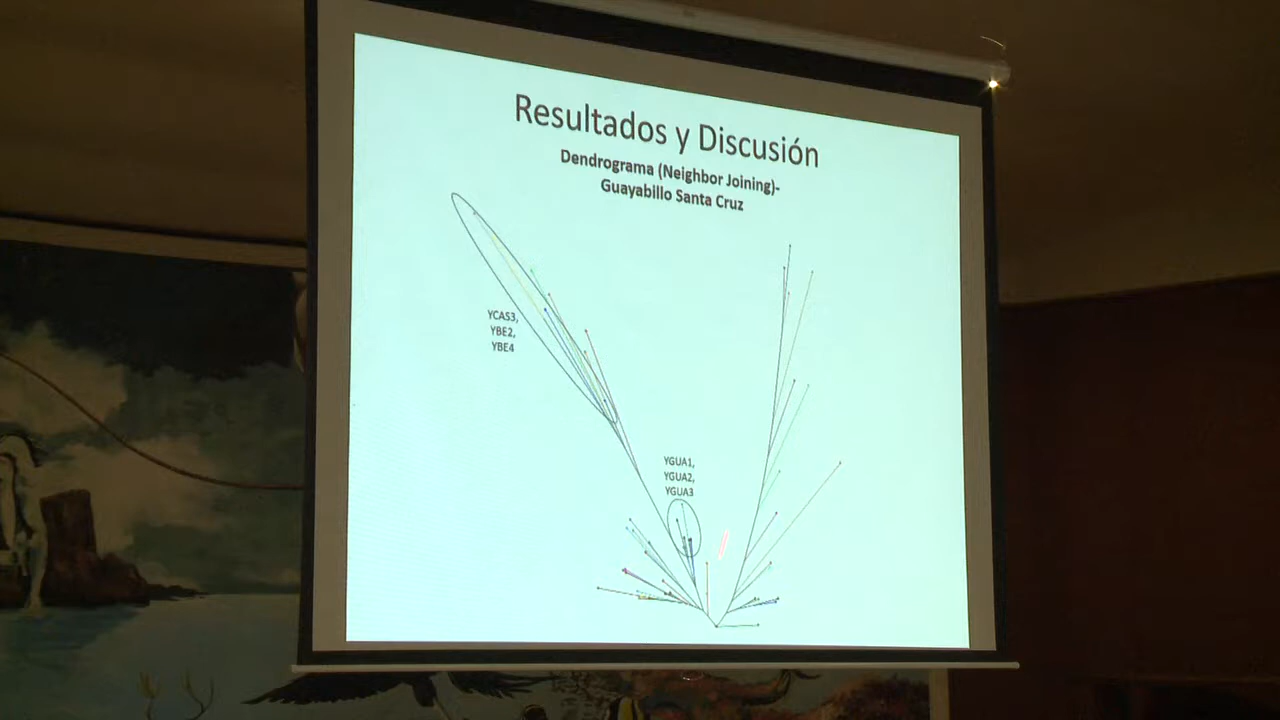 Resultados y Discusión
Dendrograma (Neighbor Joining)-
Guayabillo Santa Cruz
YCAS3,
YBE2,
YBE4
YGUA1,
YGUA2,
YGUA3